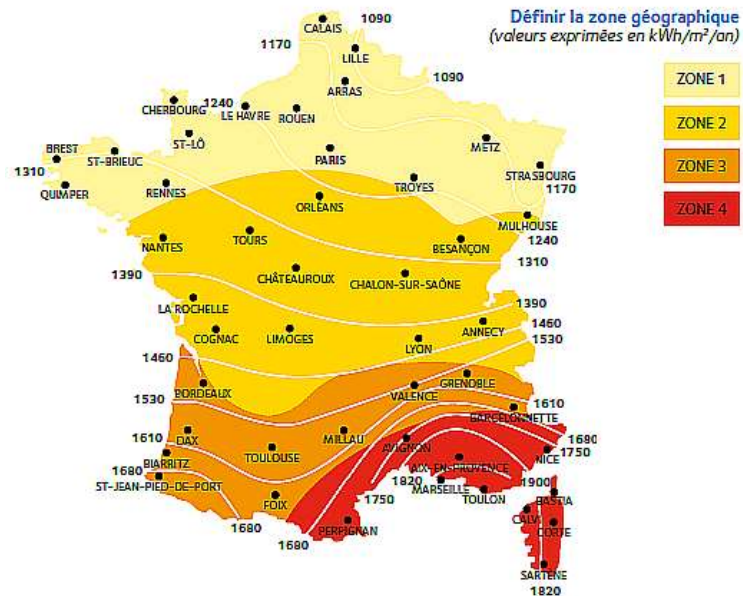 Définir la zone géographique
(valeurs exprimées en kWh/m²/an)
ZONE 1
ZONE 2
ZONE 3
ZONE 4
1090
CALAIS
1170
LILLE
1090
ARRAS
CHERBOURG
1240
LE HAVRE
ROUEN
ST-LÔ
PARIS
METZ
BREST
ST-BRIEUC
STRASBOURG
1310
QUIMPER
RENNES
TROYES
1170
ORLÉANS
MULHOUSE
NANTES
TOURS
BESANÇON
1240
1310
1390
CHÂTEAUROUX
CHALON-SUR-SAÔNE
LA ROCHELLE
1390
COGNAC
LIMOGES
LYON
ANNECY
1460
1530
1460
BORDEAUX
GRENOBLE
VALENCE
1530
1610
BARCELONNETTE
1610
DAX
MILLAU
AVIGNON
1680
BIARRITZ
TOULOUSE
NICE
1750
1680
AIX-EN-PROVENCE
ST-JEAN-PIED-DE-PORT
1820
MARSEILLE
1900
FOIX
1750
TOULON
BASTIA
1680
PERPIGNAN
CALVI
CORTE
1680
SARTÈNE
1820